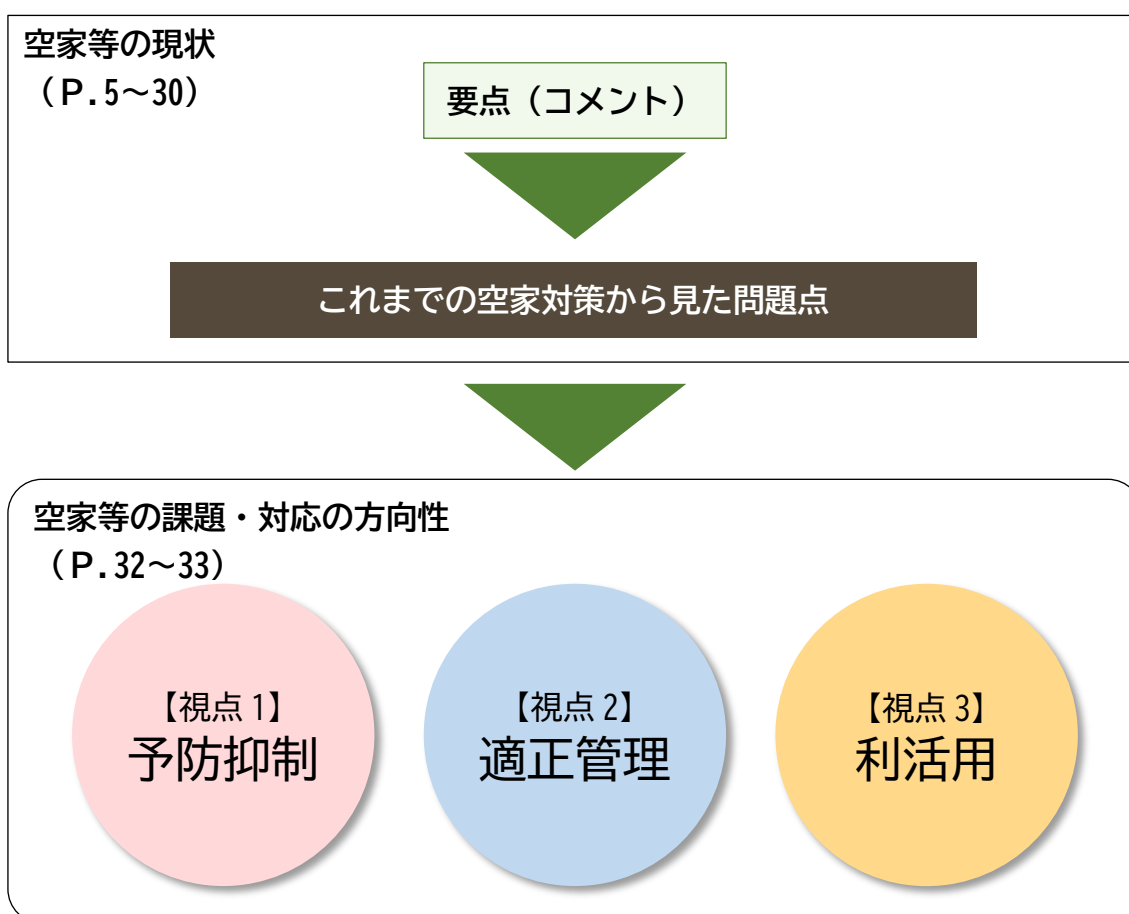 空家等の現状
（Ｐ.5～30）
要点（コメント）
これまでの空家対策から見た問題点
空家等の課題・対応の方向性
（Ｐ.32～33）
【視点 1】
予防抑制
【視点 2】
適正管理
【視点 3】
利活用